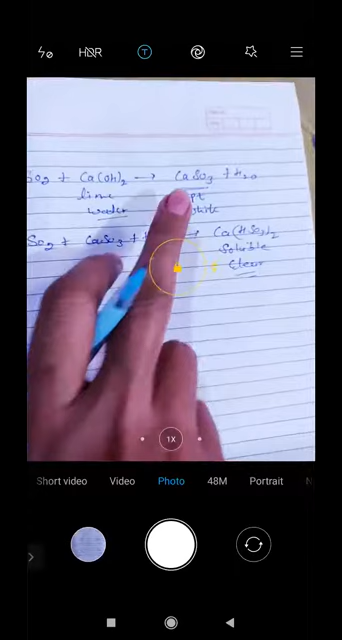 HDR
SO₂ + Ca(OH)₂ → CaSO₃ + H₂O
lime
water
SO₂ + CaSO₃ + → Ca(HSO₃)₂
Soluble
Clear
1X
Short video Video Photo 48M Portrait